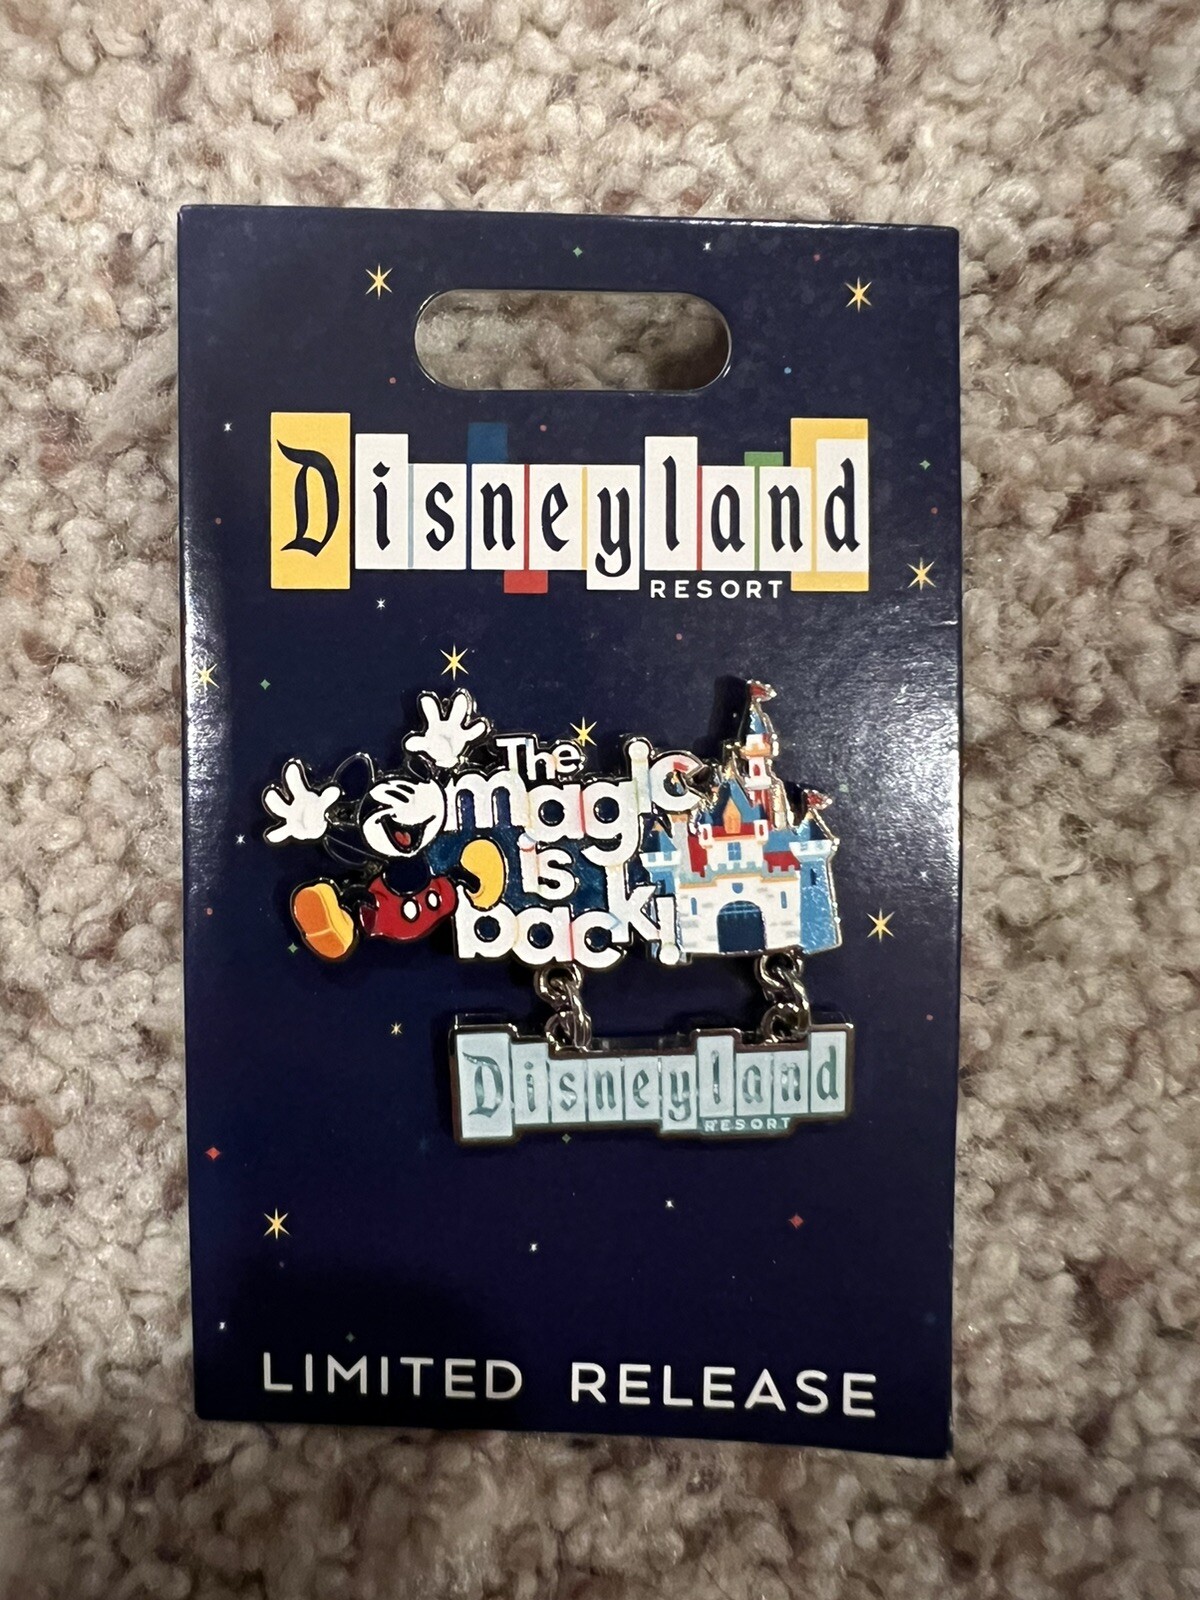 Disneyland
RESORT
The
magic
is
back!
Disneyland
RESORT
LIMITED RELEASE